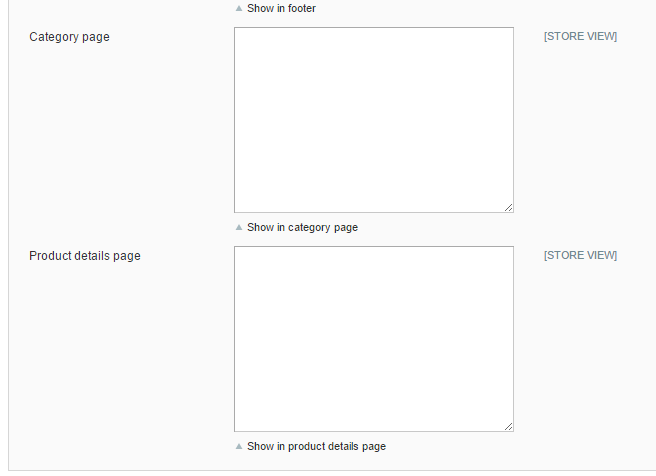 Show in footer
Category page
[STORE VIEW]
Show in category page
Product details page
[STORE VIEW]
Show in product details page